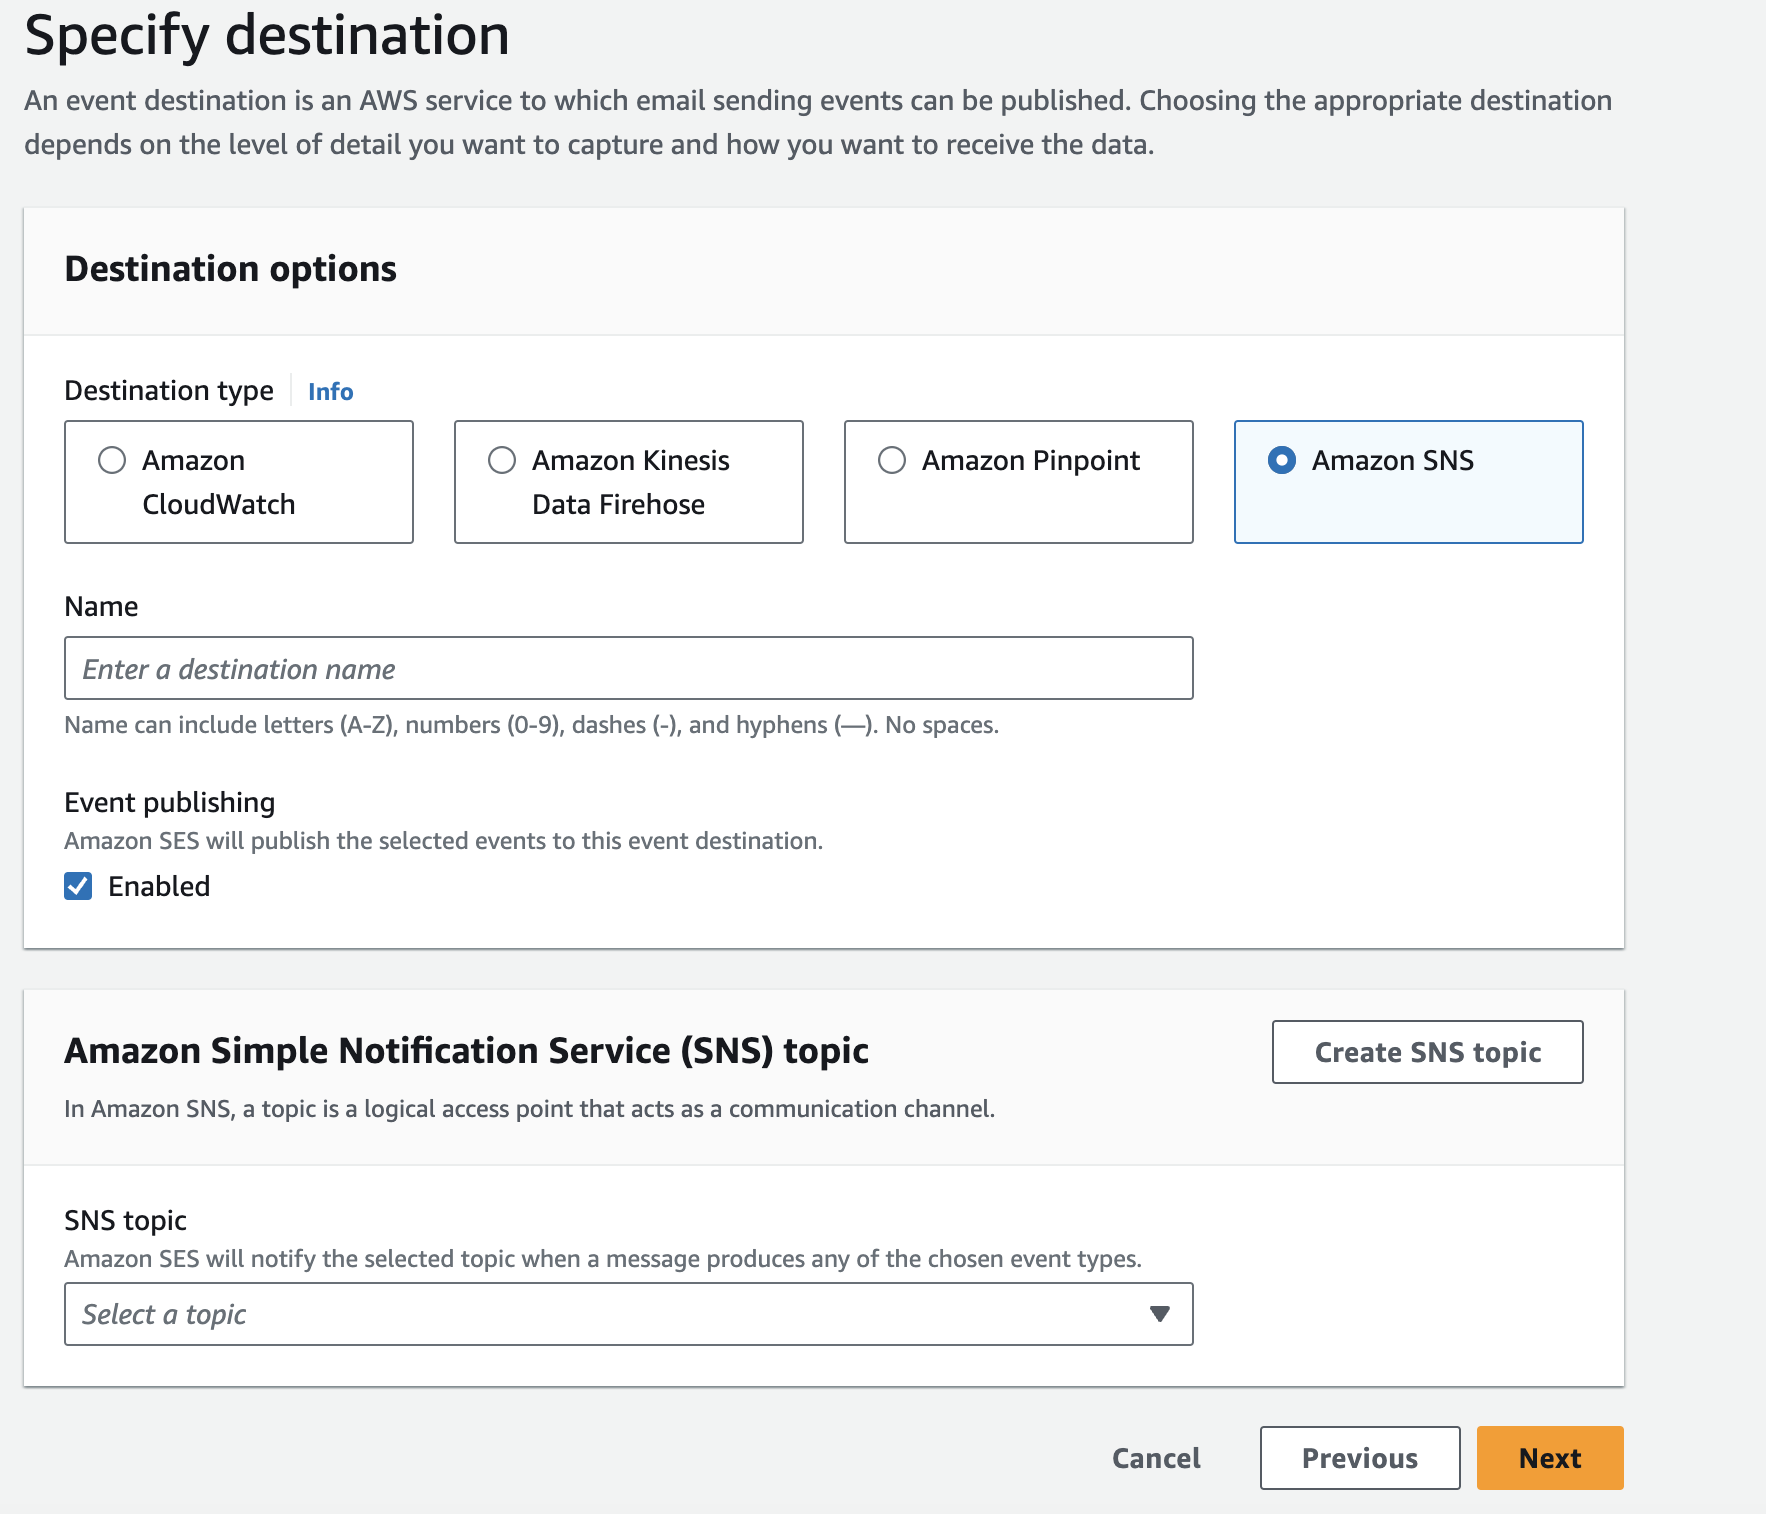 Specify destination
An event destination is an AWS service to which email sending events can be published. Choosing the appropriate destination
depends on the level of detail you want to capture and how you want to receive the data.
Destination options
Destination type Info
Amazon
CloudWatch
Amazon Kinesis
Data Firehose
Amazon Pinpoint
Amazon SNS
Name
Enter a destination name
Name can include letters (A-Z), numbers (0-9), dashes (-), and hyphens (—). No spaces.
Event publishing
Amazon SES will publish the selected events to this event destination.
Enabled
Amazon Simple Notification Service (SNS) topic
Create SNS topic
In Amazon SNS, a topic is a logical access point that acts as a communication channel.
SNS topic
Amazon SES will notify the selected topic when a message produces any of the chosen event types.
Select a topic
Cancel
Previous
Next